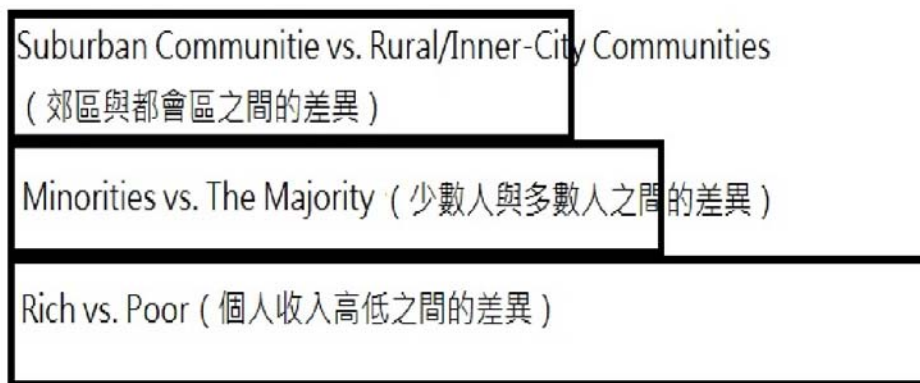 Suburban Communitie vs. Rural/Inner-City Communities
（郊區與都會區之間的差異）
Minorities vs. The Majority（少數人與多數人之間的差異）
Rich vs. Poor（個人收入高低之間的差異）